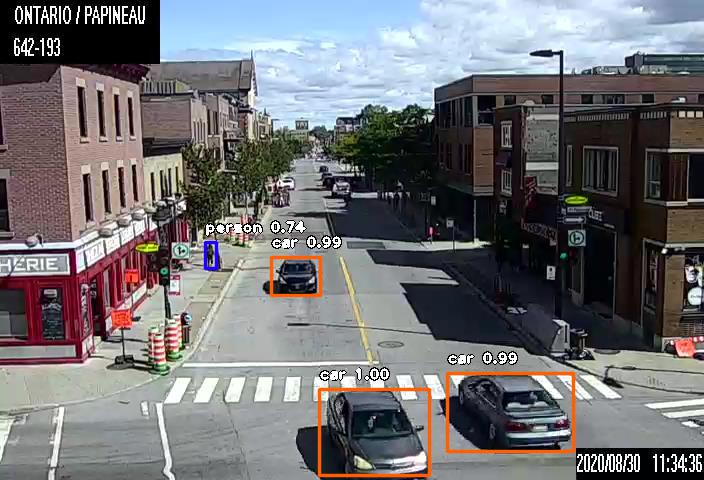 ONTARIO / PAPINEAU
642-193
person 0.74
car 0.99
car 0.99
car 1.00
HERIE
2020/08/30 11:34:36